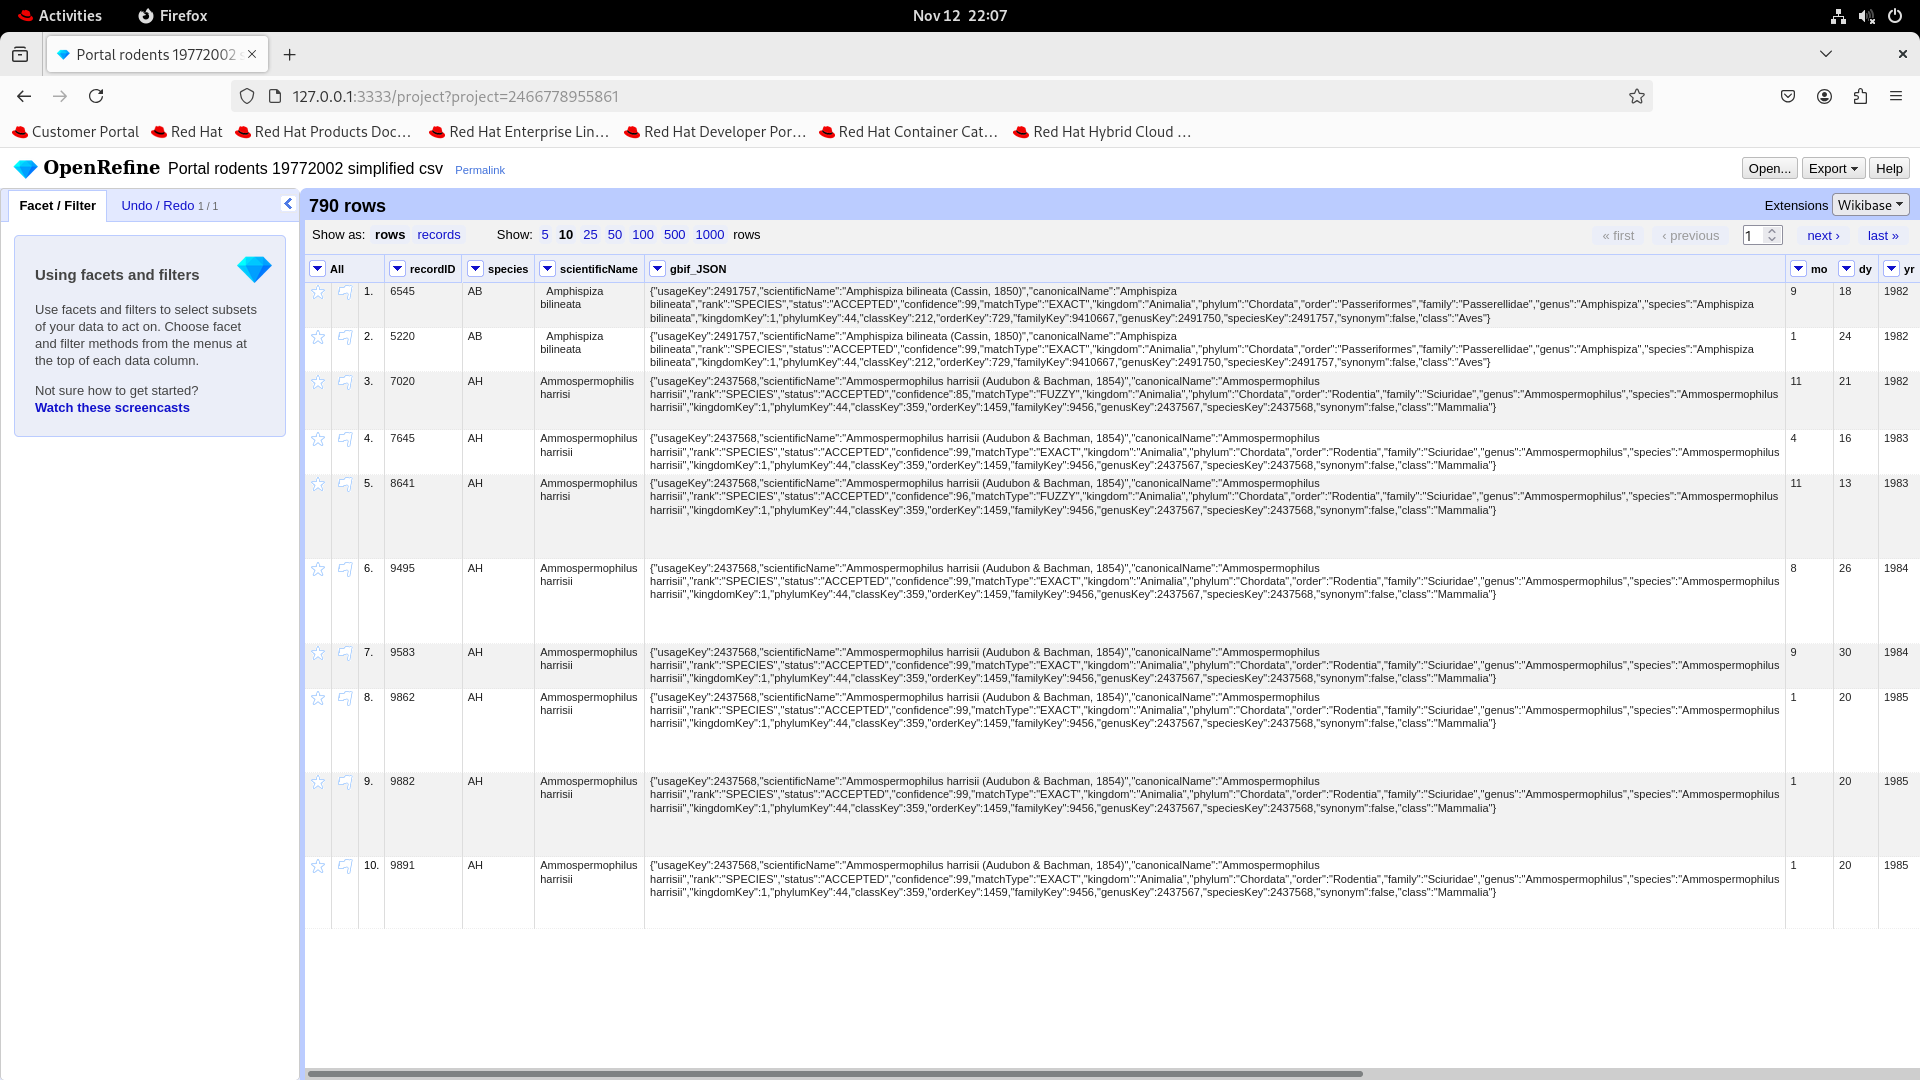 Activities
Firefox
Nov 12 22:07
Portal rodents 19772002
127.0.0.1:3333/project?project=2466778955861
Customer Portal
Red Hat
Red Hat Products Doc…
Red Hat Enterprise Lin…
Red Hat Developer Por…
Red Hat Container Cat…
Red Hat Hybrid Cloud …
OpenRefine Portal rodents 19772002 simplified csv Permalink
Open... Export Help
Facet / Filter Undo / Redo 1 / 1
790 rows
Extensions Wikibase
Show as: rows records Show: 5 10 25 50 100 500 1000 rows
« first ‹ previous 1 next › last »
Using facets and filters
Use facets and filters to select subsets
of your data to act on. Choose facet
and filter methods from the menus at
the top of each data column.
Not sure how to get started?
Watch these screencasts
All recordID species scientificName gbif_JSON mo dy yr
1. 6545 AB Amphispiza {"usageKey":2491757,"scientificName":"Amphispiza bilineata (Cassin, 1850)","canonicalName":"Amphispiza 9 18 1982
bilineata bilineata","rank":"SPECIES","status":"ACCEPTED","confidence":99,"matchType":"EXACT","kingdom":"Animalia","phylum":"Chordata","order":"Passeriformes","family":"Passerellidae","genus":"Amphispiza","species":"Amphispiza
bilineata","kingdomKey":1,"phylumKey":44,"classKey":212,"orderKey":729,"familyKey":9410667,"genusKey":2491750,"speciesKey":2491757,"synonym":false,"class":"Aves"}
2. 5220 AB Amphispiza {"usageKey":2491757,"scientificName":"Amphispiza bilineata (Cassin, 1850)","canonicalName":"Amphispiza 1 24 1982
bilineata bilineata","rank":"SPECIES","status":"ACCEPTED","confidence":99,"matchType":"EXACT","kingdom":"Animalia","phylum":"Chordata","order":"Passeriformes","family":"Passerellidae","genus":"Amphispiza","species":"Amphispiza
bilineata","kingdomKey":1,"phylumKey":44,"classKey":212,"orderKey":729,"familyKey":9410667,"genusKey":2491750,"speciesKey":2491757,"synonym":false,"class":"Aves"}
3. 7020 AH Ammospermophilis {"usageKey":2437568,"scientificName":"Ammospermophilus harrisii (Audubon & Bachman, 1854)","canonicalName":"Ammospermophilus 11 21 1982
harrisi harrisii","rank":"SPECIES","status":"ACCEPTED","confidence":85,"matchType":"FUZZY","kingdom":"Animalia","phylum":"Chordata","order":"Rodentia","family":"Sciuridae","genus":"Ammospermophilus","species":"Ammospermophilus
harrisii","kingdomKey":1,"phylumKey":44,"classKey":359,"orderKey":1459,"familyKey":9456,"genusKey":2437567,"speciesKey":2437568,"synonym":false,"class":"Mammalia"}
4. 7645 AH Ammospermophilus {"usageKey":2437568,"scientificName":"Ammospermophilus harrisii (Audubon & Bachman, 1854)","canonicalName":"Ammospermophilus 4 16 1983
harrisii harrisii","rank":"SPECIES","status":"ACCEPTED","confidence":99,"matchType":"EXACT","kingdom":"Animalia","phylum":"Chordata","order":"Rodentia","family":"Sciuridae","genus":"Ammospermophilus","species":"Ammospermophilus
harrisii","kingdomKey":1,"phylumKey":44,"classKey":359,"orderKey":1459,"familyKey":9456,"genusKey":2437567,"speciesKey":2437568,"synonym":false,"class":"Mammalia"}
5. 8641 AH Ammospermophilus {"usageKey":2437568,"scientificName":"Ammospermophilus harrisii (Audubon & Bachman, 1854)","canonicalName":"Ammospermophilus 11 13 1983
harrisi harrisii","rank":"SPECIES","status":"ACCEPTED","confidence":96,"matchType":"FUZZY","kingdom":"Animalia","phylum":"Chordata","order":"Rodentia","family":"Sciuridae","genus":"Ammospermophilus","species":"Ammospermophilus
harrisii","kingdomKey":1,"phylumKey":44,"classKey":359,"orderKey":1459,"familyKey":9456,"genusKey":2437567,"speciesKey":2437568,"synonym":false,"class":"Mammalia"}
6. 9495 AH Ammospermophilus {"usageKey":2437568,"scientificName":"Ammospermophilus harrisii (Audubon & Bachman, 1854)","canonicalName":"Ammospermophilus 8 26 1984
harrisii harrisii","rank":"SPECIES","status":"ACCEPTED","confidence":99,"matchType":"EXACT","kingdom":"Animalia","phylum":"Chordata","order":"Rodentia","family":"Sciuridae","genus":"Ammospermophilus","species":"Ammospermophilus
harrisii","kingdomKey":1,"phylumKey":44,"classKey":359,"orderKey":1459,"familyKey":9456,"genusKey":2437567,"speciesKey":2437568,"synonym":false,"class":"Mammalia"}
7. 9583 AH Ammospermophilus {"usageKey":2437568,"scientificName":"Ammospermophilus harrisii (Audubon & Bachman, 1854)","canonicalName":"Ammospermophilus 9 30 1984
harrisii harrisii","rank":"SPECIES","status":"ACCEPTED","confidence":99,"matchType":"EXACT","kingdom":"Animalia","phylum":"Chordata","order":"Rodentia","family":"Sciuridae","genus":"Ammospermophilus","species":"Ammospermophilus
harrisii","kingdomKey":1,"phylumKey":44,"classKey":359,"orderKey":1459,"familyKey":9456,"genusKey":2437567,"speciesKey":2437568,"synonym":false,"class":"Mammalia"}
8. 9862 AH Ammospermophilus {"usageKey":2437568,"scientificName":"Ammospermophilus harrisii (Audubon & Bachman, 1854)","canonicalName":"Ammospermophilus 1 20 1985
harrisii harrisii","rank":"SPECIES","status":"ACCEPTED","confidence":99,"matchType":"EXACT","kingdom":"Animalia","phylum":"Chordata","order":"Rodentia","family":"Sciuridae","genus":"Ammospermophilus","species":"Ammospermophilus
harrisii","kingdomKey":1,"phylumKey":44,"classKey":359,"orderKey":1459,"familyKey":9456,"genusKey":2437567,"speciesKey":2437568,"synonym":false,"class":"Mammalia"}
9. 9882 AH Ammospermophilus {"usageKey":2437568,"scientificName":"Ammospermophilus harrisii (Audubon & Bachman, 1854)","canonicalName":"Ammospermophilus 1 20 1985
harrisii harrisii","rank":"SPECIES","status":"ACCEPTED","confidence":99,"matchType":"EXACT","kingdom":"Animalia","phylum":"Chordata","order":"Rodentia","family":"Sciuridae","genus":"Ammospermophilus","species":"Ammospermophilus
harrisii","kingdomKey":1,"phylumKey":44,"classKey":359,"orderKey":1459,"familyKey":9456,"genusKey":2437567,"speciesKey":2437568,"synonym":false,"class":"Mammalia"}
10. 9891 AH Ammospermophilus {"usageKey":2437568,"scientificName":"Ammospermophilus harrisii (Audubon & Bachman, 1854)","canonicalName":"Ammospermophilus 1 20 1985
harrisii harrisii","rank":"SPECIES","status":"ACCEPTED","confidence":99,"matchType":"EXACT","kingdom":"Animalia","phylum":"Chordata","order":"Rodentia","family":"Sciuridae","genus":"Ammospermophilus","species":"Ammospermophilus
harrisii","kingdomKey":1,"phylumKey":44,"classKey":359,"orderKey":1459,"familyKey":9456,"genusKey":2437567,"speciesKey":2437568,"synonym":false,"class":"Mammalia"}